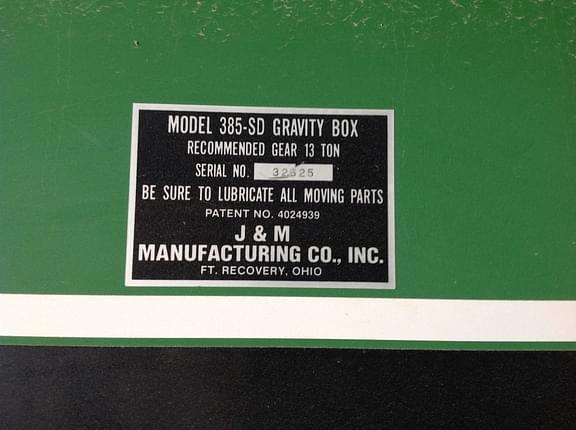 MODEL 385-SD GRAVITY BOX
RECOMMENDED GEAR 13 TON
SERIAL NO.
BE SURE TO LUBRICATE ALL MOVING PARTS
PATENT NO. 4024939
J & M
MANUFACTURING CO., INC.
FT. RECOVERY, OHIO